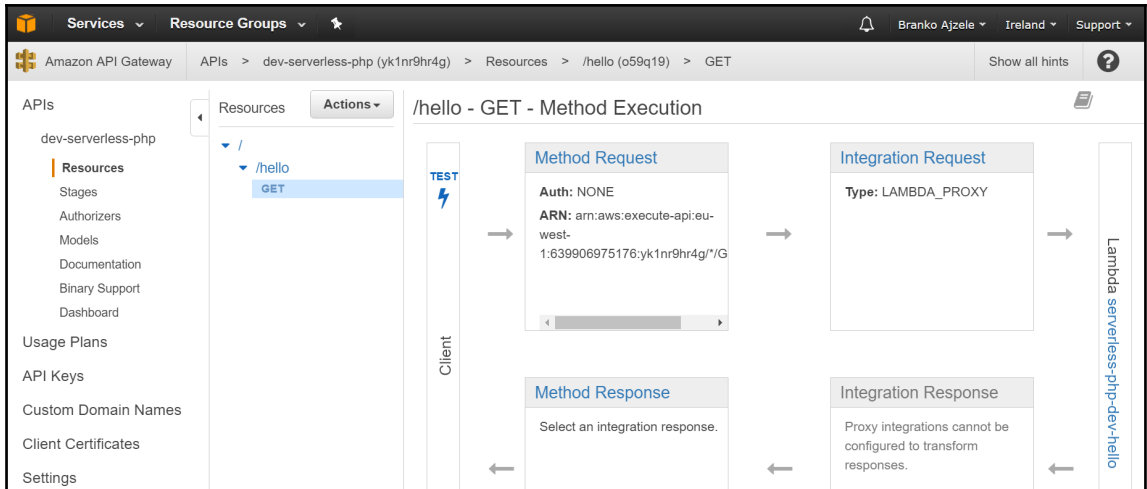 Services Resource Groups Branko Ajzele Ireland Support
Amazon API Gateway APIs > dev-serverless-php (yk1nr9hr4g) > Resources > /hello (o59q19) > GET Show all hints ?
APIs
dev-serverless-php
Resources
Stages
Authorizers
Models
Documentation
Binary Support
Dashboard
Usage Plans
API Keys
Custom Domain Names
Client Certificates
Settings
Resources Actions
/
/hello
GET
/hello - GET - Method Execution
TEST
Client
Method Request
Auth: NONE
ARN: arn:aws:execute-api:eu-
west-
1:639906975176:yk1nr9hr4g/*/G
Integration Request
Type: LAMBDA_PROXY
Method Response
Select an integration response.
Integration Response
Proxy integrations cannot be
configured to transform
responses.
Lambda serverless-php-dev-hello